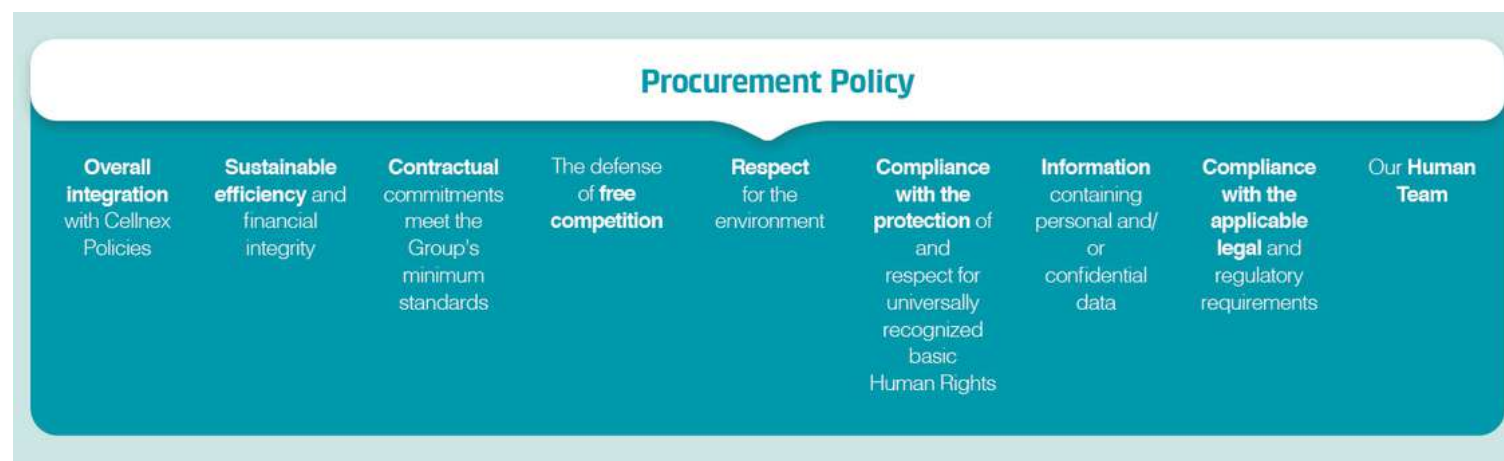 Procurement Policy
Overall
integration
with Cellnex
Policies
Sustainable
efficiency and
financial
integrity
Contractual
commitments
meet the
Group's
minimum
standards
The defense
of free
competition
Respect
for the
environment
Compliance
with the
protection of
and
respect for
universally
recognized
basic
Human Rights
Information
containing
personal and/
or
confidential
data
Compliance
with the
applicable
legal and
regulatory
requirements
Our Human
Team